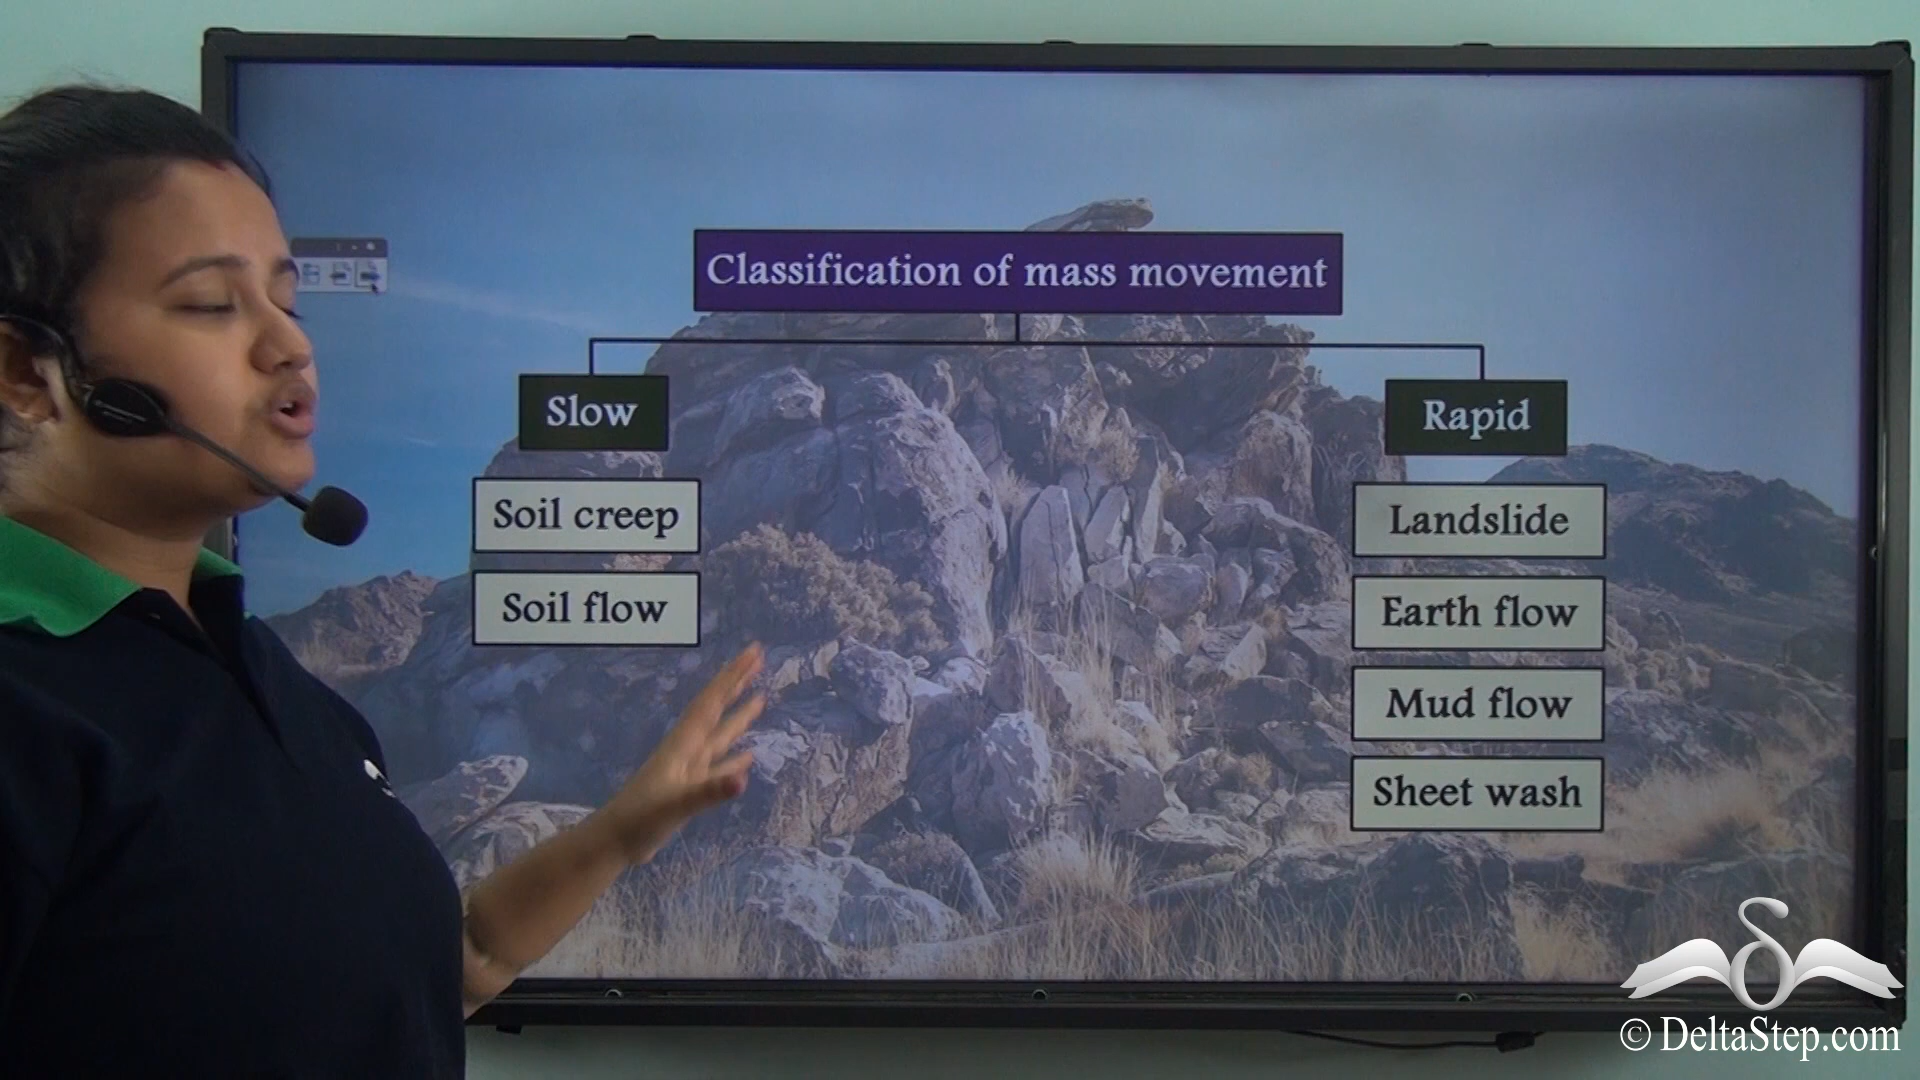 Classification of mass movement
Slow
Rapid
Soil creep
Landslide
Soil flow
Earth flow
Mud flow
Sheet wash
© DeltaStep.com